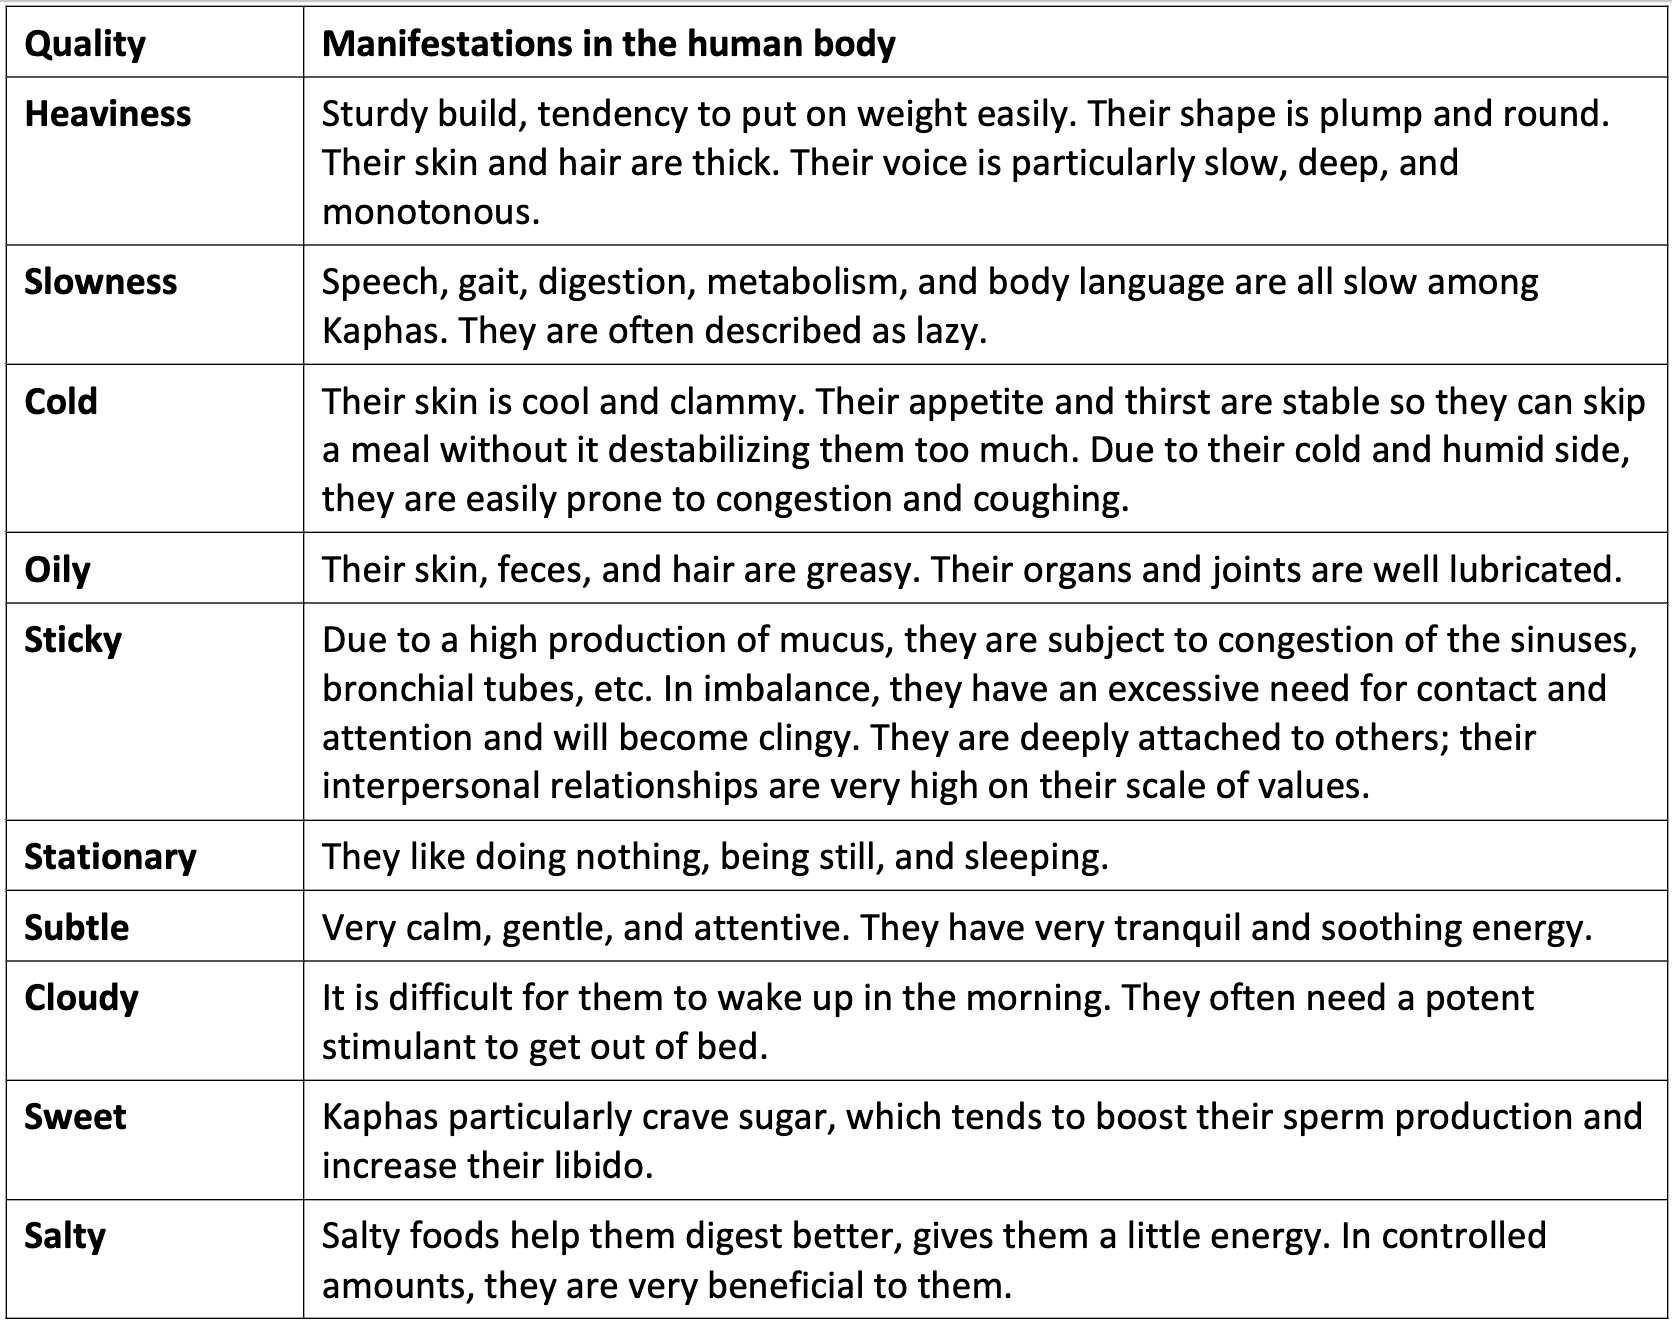 Quality Manifestations in the human body
Heaviness Sturdy build, tendency to put on weight easily. Their shape is plump and round.
Their skin and hair are thick. Their voice is particularly slow, deep, and
monotonous.
Slowness Speech, gait, digestion, metabolism, and body language are all slow among
Kaphas. They are often described as lazy.
Cold Their skin is cool and clammy. Their appetite and thirst are stable so they can skip
a meal without it destabilizing them too much. Due to their cold and humid side,
they are easily prone to congestion and coughing.
Oily Their skin, feces, and hair are greasy. Their organs and joints are well lubricated.
Sticky Due to a high production of mucus, they are subject to congestion of the sinuses,
bronchial tubes, etc. In imbalance, they have an excessive need for contact and
attention and will become clingy. They are deeply attached to others; their
interpersonal relationships are very high on their scale of values.
Stationary They like doing nothing, being still, and sleeping.
Subtle Very calm, gentle, and attentive. They have very tranquil and soothing energy.
Cloudy It is difficult for them to wake up in the morning. They often need a potent
stimulant to get out of bed.
Sweet Kaphas particularly crave sugar, which tends to boost their sperm production and
increase their libido.
Salty Salty foods help them digest better, gives them a little energy. In controlled
amounts, they are very beneficial to them.